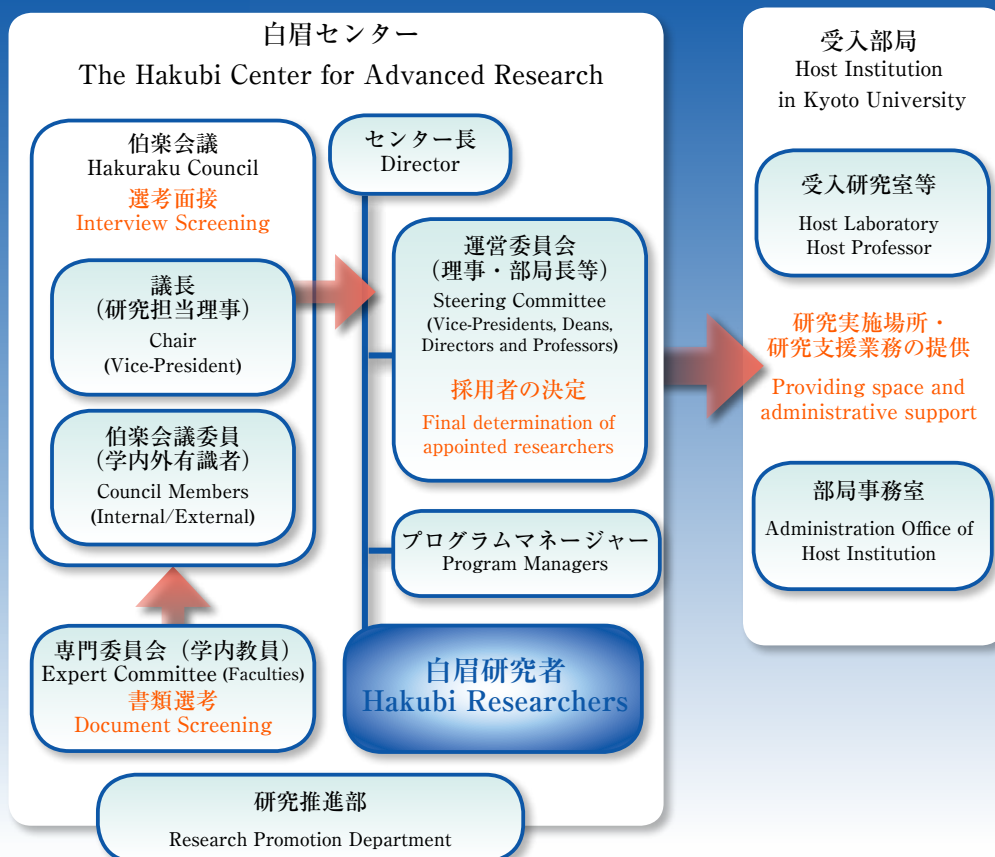 白眉センター
The Hakubi Center for Advanced Research
伯楽会議
Hakuraku Council
選考面接
Interview Screening
議長
(研究担当理事)
Chair
(Vice-President)
伯楽会議委員
(学内外有識者)
Council Members
(Internal/External)
専門委員会（学内教員）
Expert Committee (Faculties)
書類選考
Document Screening
センター長
Director
運営委員会
(理事・部局長等)
Steering Committee
(Vice-Presidents, Deans,
Directors and Professors)
採用者の決定
Final determination of
appointed researchers
プログラムマネージャー
Program Managers
白眉研究者
Hakubi Researchers
研究推進部
Research Promotion Department
受入部局
Host Institution
in Kyoto University
受入研究室等
Host Laboratory
Host Professor
研究実施場所・
研究支援業務の提供
Providing space and
administrative support
部局事務室
Administration Office of
Host Institution